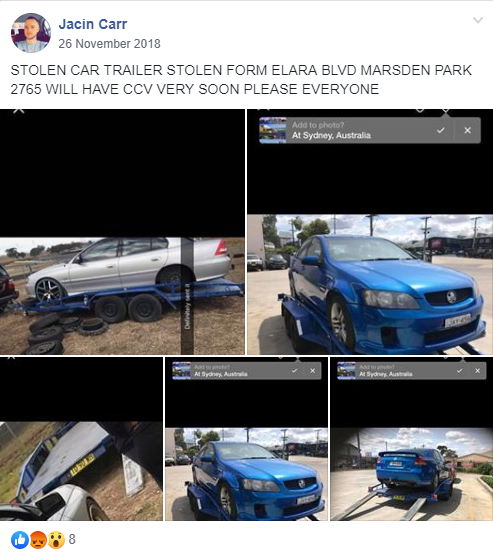 Jacin Carr
26 November 2018
STOLEN CAR TRAILER STOLEN FORM ELARA BLVD MARSDEN PARK
2765 WILL HAVE CCV VERY SOON PLEASE EVERYONE
Add to photo?
At Sydney, Australia
Definitely sent it
Add to photo?
At Sydney, Australia
Add to photo?
At Sydney, Australia
8